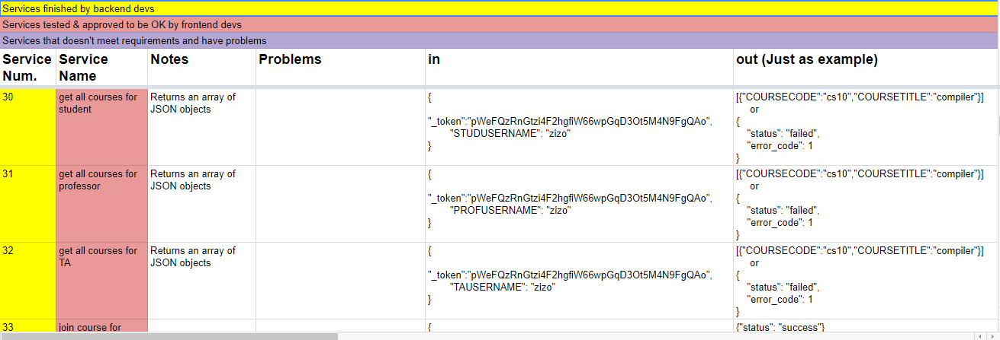 Services finished by backend devs
Services tested & approved to be OK by frontend devs
Services that doesn't meet requirements and have problems
Service Num.
Service Name
Notes
Problems
in
out (Just as example)
30
get all courses for
student
Returns an array of
JSON objects
{
"_token":"pWeFQzRnGtzi4F2hgfiW66wpGqD3Ot5M4N9FgQAo",
"STUDUSERNAME": "zizo"
}
[{"COURSECODE":"cs10","COURSETITLE":"compiler"}]
or
{
"status": "failed",
"error_code": 1
}
31
get all courses for
professor
Returns an array of
JSON objects
{
"_token":"pWeFQzRnGtzi4F2hgfiW66wpGqD3Ot5M4N9FgQAo",
"PROFUSERNAME": "zizo"
}
[{"COURSECODE":"cs10","COURSETITLE":"compiler"}]
or
{
"status": "failed",
"error_code": 1
}
32
get all courses for
TA
Returns an array of
JSON objects
{
"_token":"pWeFQzRnGtzi4F2hgfiW66wpGqD3Ot5M4N9FgQAo",
"TAUSERNAME": "zizo"
}
[{"COURSECODE":"cs10","COURSETITLE":"compiler"}]
or
{
"status": "failed",
"error_code": 1
}
33
join course for
{
{"status": "success"}